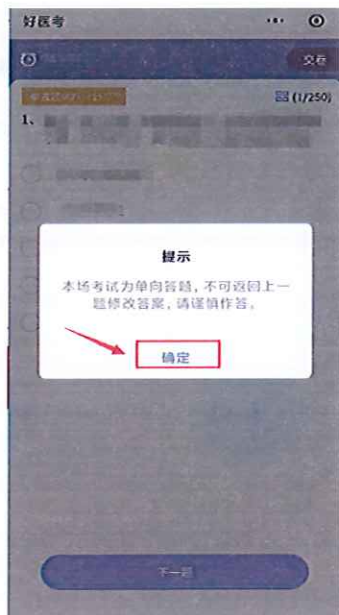 好医考
交卷
(1/250)
1、
提示
本场考试为单向答题，不可返回上一
题修改答案，请谨慎作答。
确定
下一题